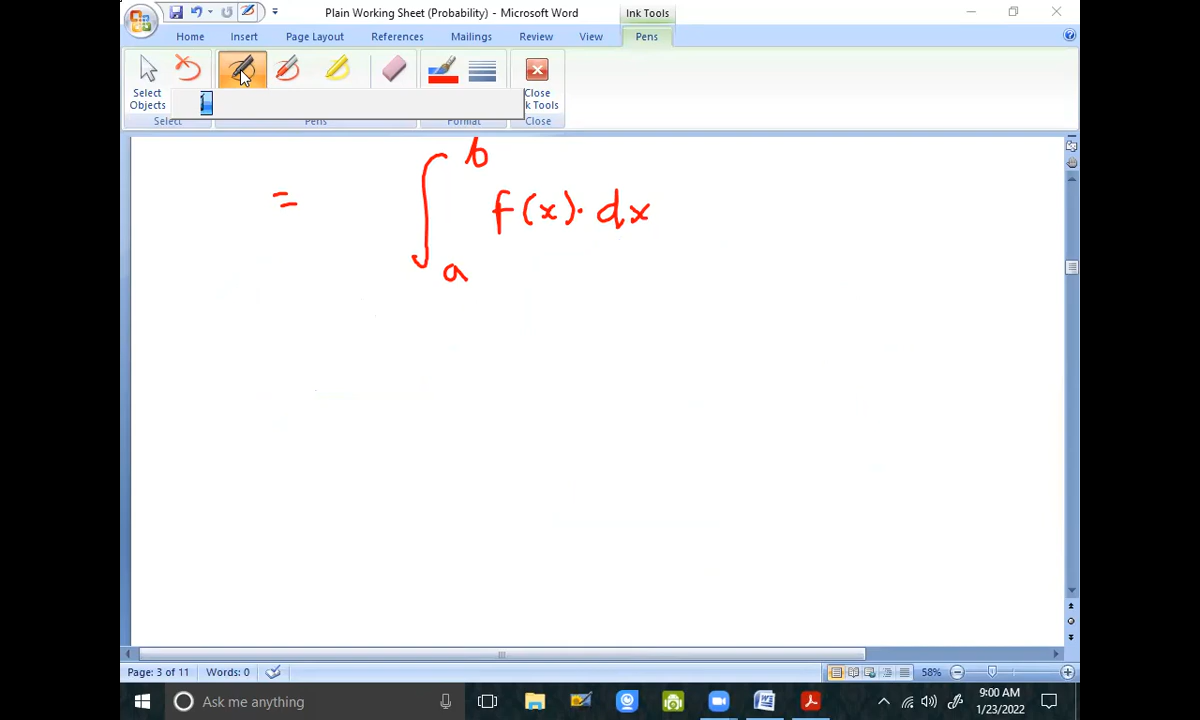 Plain Working Sheet (Probability) - Microsoft Word
Ink Tools
Home Insert Page Layout References Mailings Review View Pens
Select Objects
Close
k Tools
Select Pens Format Close
= ∫ₐᵇ f(x)· dx
Page: 3 of 11 Words: 0 58%
Ask me anything
9:00 AM
1/23/2022